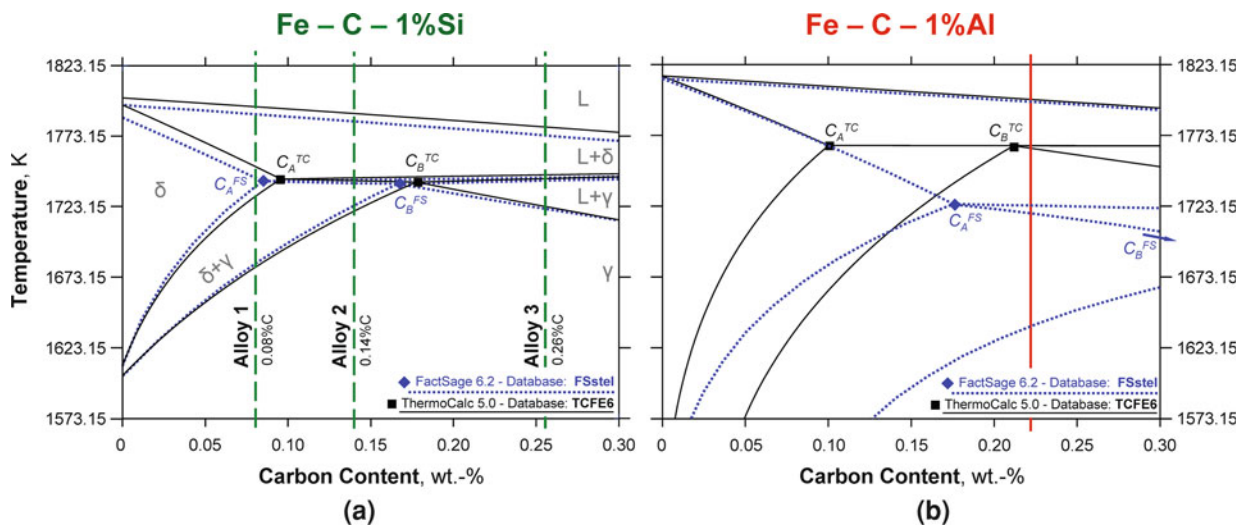 Fe – C – 1%Si
Fe – C – 1%Al
Temperature, K
1823.15
1773.15
1723.15
1673.15
1623.15
1573.15
L
L+δ
L+γ
δ
δ+γ
γ
C_A^TC
C_B^TC
C_A^FS
C_B^FS
Alloy 1
0.08%C
Alloy 2
0.14%C
Alloy 3
0.26%C
FactSage 6.2 - Database: FSstel
ThermoCalc 5.0 - Database: TCFE6
0 0.05 0.10 0.15 0.20 0.25 0.30
Carbon Content, wt.-%
(a)
C_A^TC
C_B^TC
C_A^FS
C_B^FS
1823.15
1773.15
1723.15
1673.15
1623.15
1573.15
FactSage 6.2 - Database: FSstel
ThermoCalc 5.0 - Database: TCFE6
0 0.05 0.10 0.15 0.20 0.25 0.30
Carbon Content, wt.-%
(b)